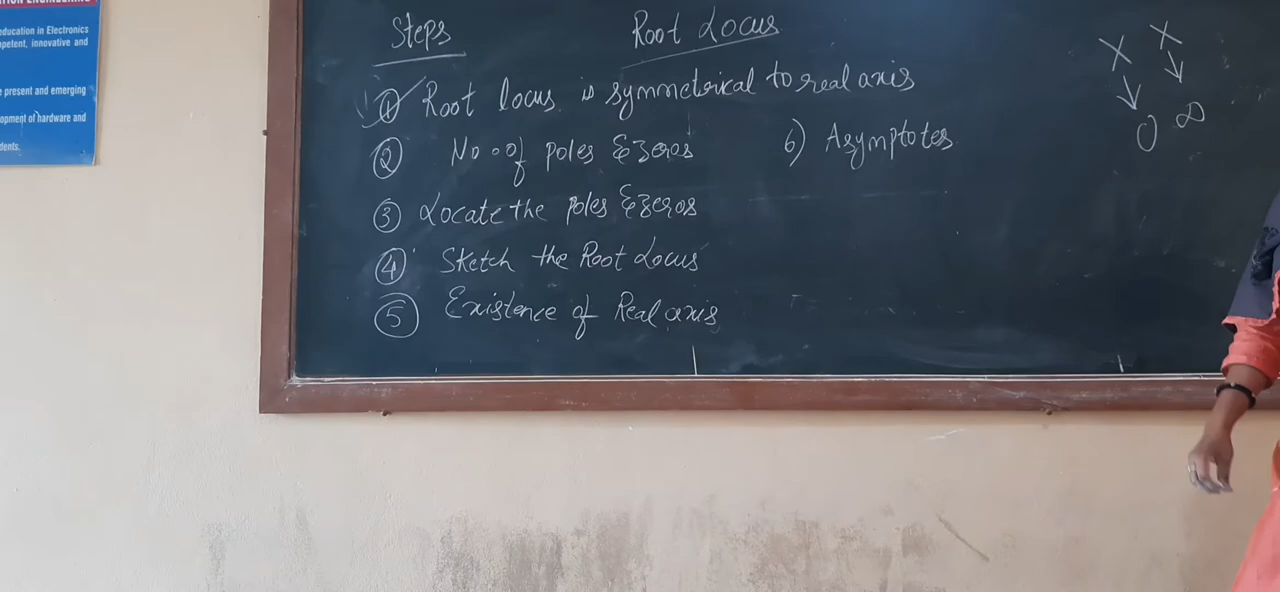 ION ENGINEERING
education in Electronics
petent, innovative and
e present and emerging
opment of hardware and
dents.
Steps
Root Locus
① Root locus is symmetrical to real axis
② No. of poles & zeros
③ Locate the poles & zeros
④ Sketch the Root Locus
⑤ Existence of Real axis
6) Asymptotes
X X
↓ ↓
O ∞